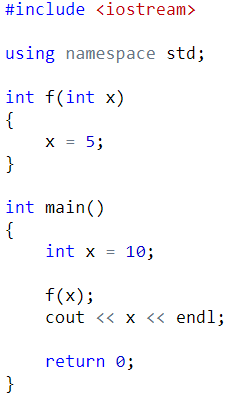 #include <iostream>
using namespace std;
int f(int x)
{
    x = 5;
}
int main()
{
    int x = 10;
    f(x);
    cout << x << endl;
    return 0;
}